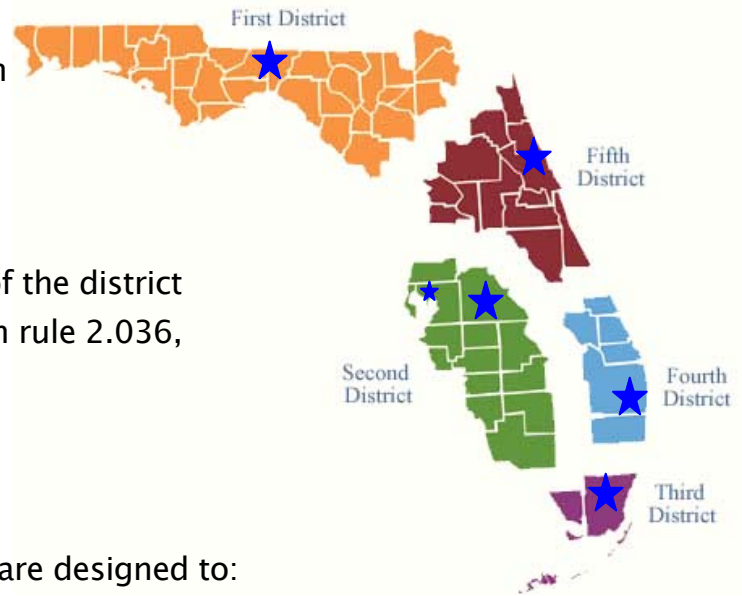 First District
n
Fifth
District
of the district
n rule 2.036,
Second
District
Fourth
District
Third
District
are designed to: